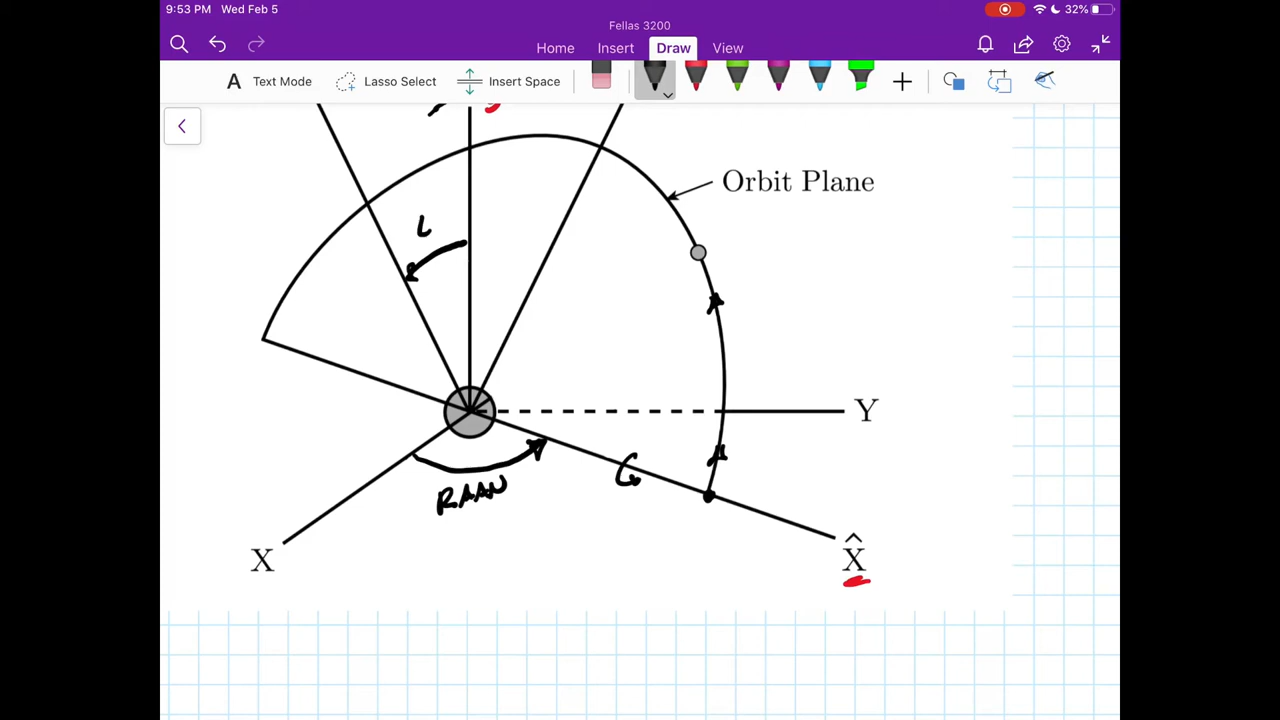 9:53 PM Wed Feb 5
32%
Fellas 3200
Home Insert Draw View
A Text Mode Lasso Select Insert Space
Orbit Plane
i
Y
RAAN
X
X̂